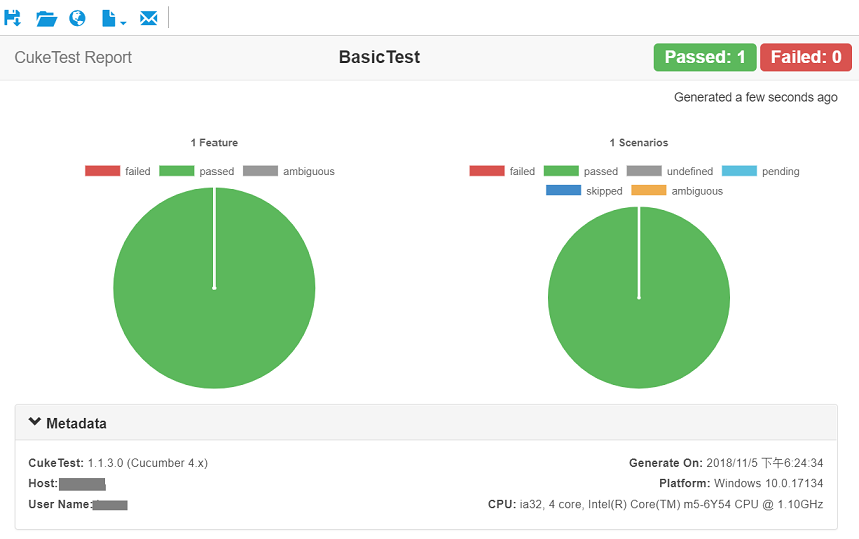 CukeTest Report
BasicTest
Passed: 1
Failed: 0
Generated a few seconds ago
1 Feature
failed passed ambiguous
1 Scenarios
failed passed undefined pending
skipped ambiguous
Metadata
CukeTest: 1.1.3.0 (Cucumber 4.x)
Host:
User Name:
Generate On: 2018/11/5 下午6:24:34
Platform: Windows 10.0.17134
CPU: ia32, 4 core, Intel(R) Core(TM) m5-6Y54 CPU @ 1.10GHz